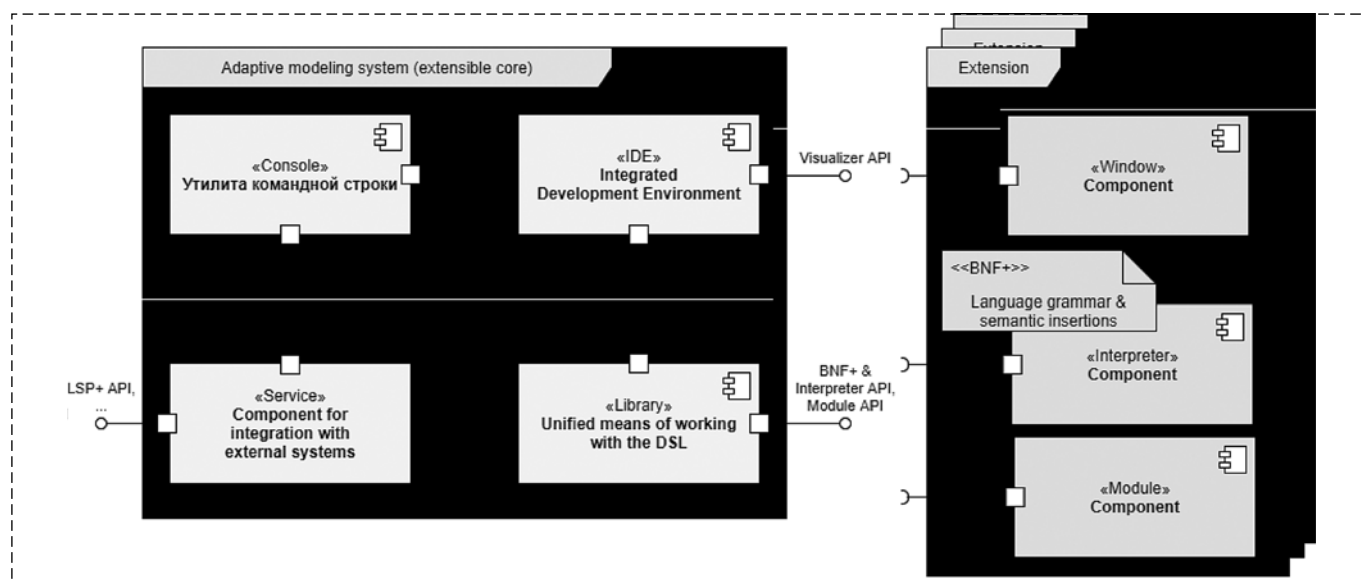 Extension
Extension
Adaptive modeling system (extensible core)
«Console»
Утилита командной строки
«IDE»
Integrated
Development Environment
Visualizer API
«Window»
Component
<<BNF+>>
Language grammar &
semantic insertions
«Interpreter»
Component
LSP+ API,
...
«Service»
Component for
integration with
external systems
«Library»
Unified means of working
with the DSL
BNF+ &
Interpreter API,
Module API
«Module»
Component